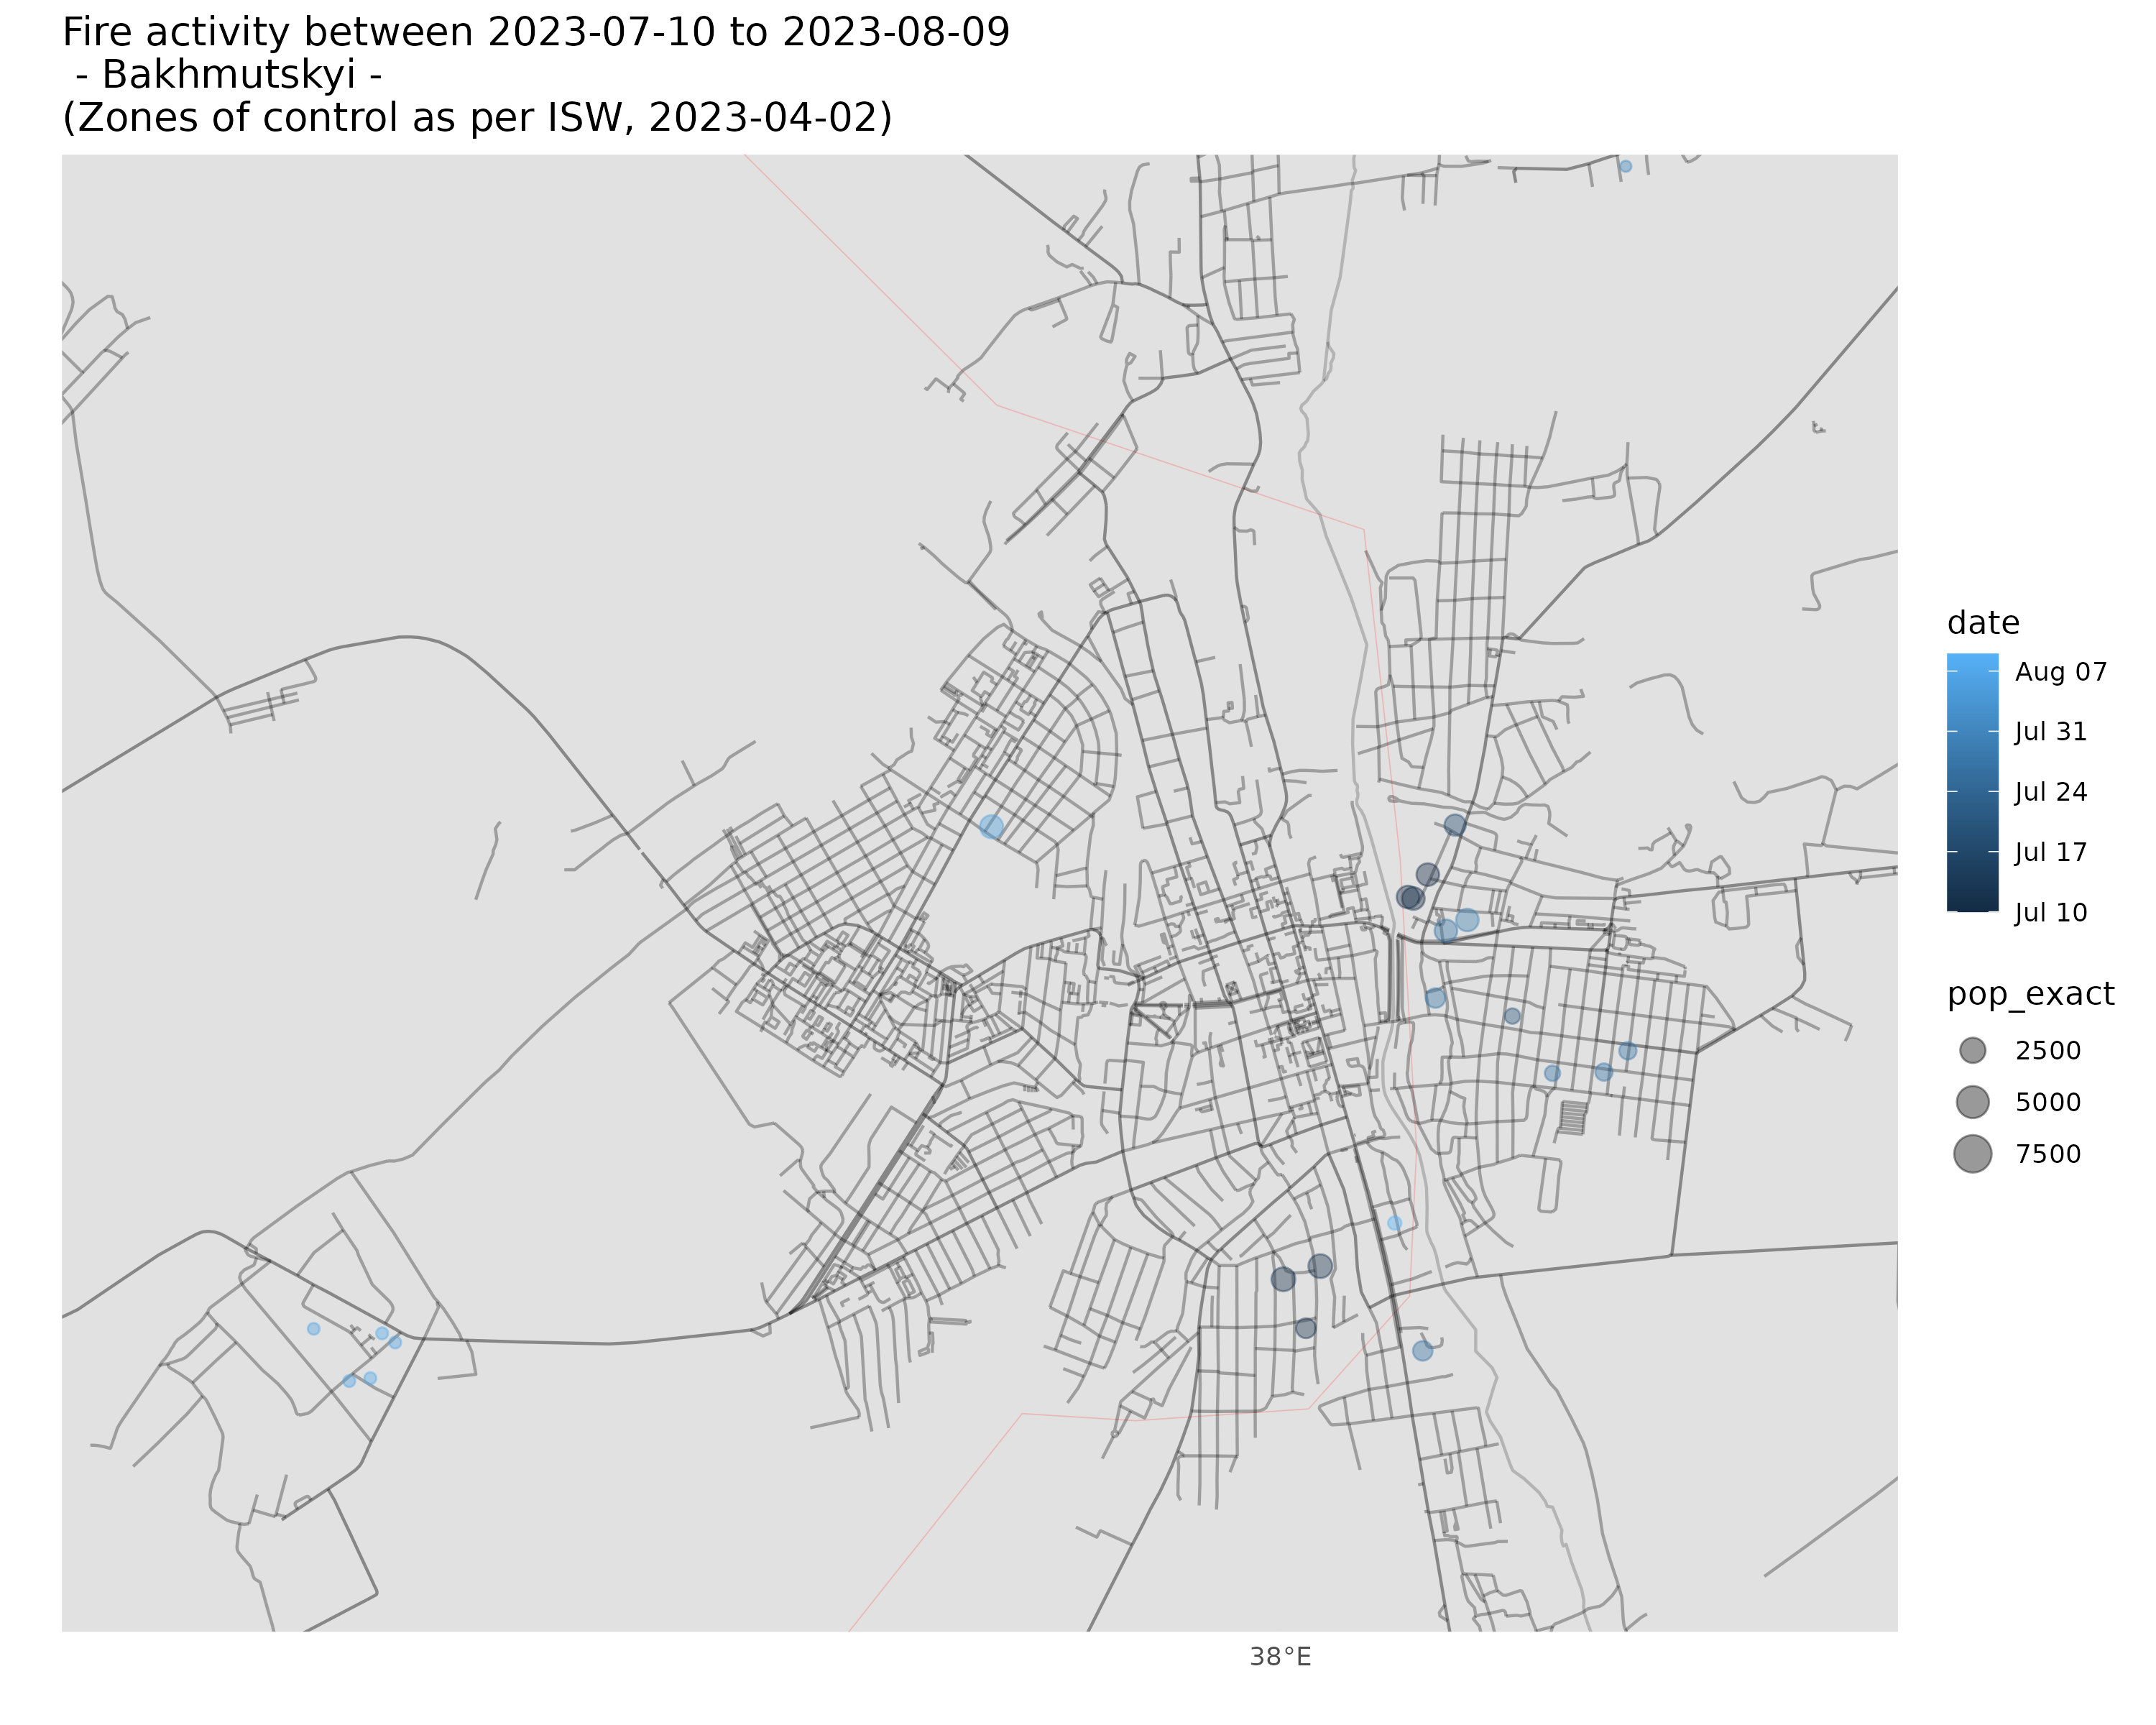 Fire activity between 2023-07-10 to 2023-08-09
- Bakhmutskyi -
(Zones of control as per ISW, 2023-04-02)
date
Aug 07
Jul 31
Jul 24
Jul 17
Jul 10
pop_exact
2500
5000
7500
38°E